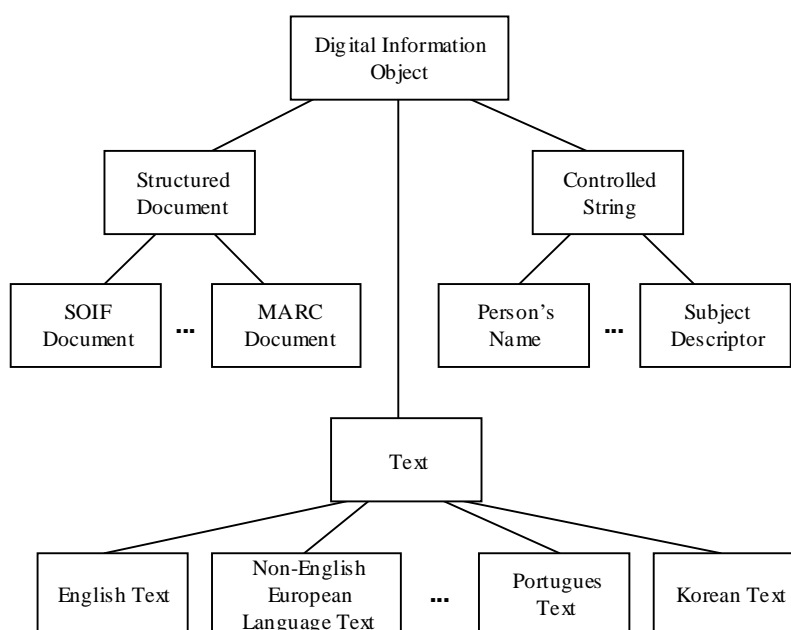 Digital Information
Object
Structured
Document
Controlled
String
SOIF
Document
...
MARC
Document
Person's
Name
...
Subject
Descriptor
Text
English Text
Non-English
European
Language Text
...
Portugues
Text
Korean Text